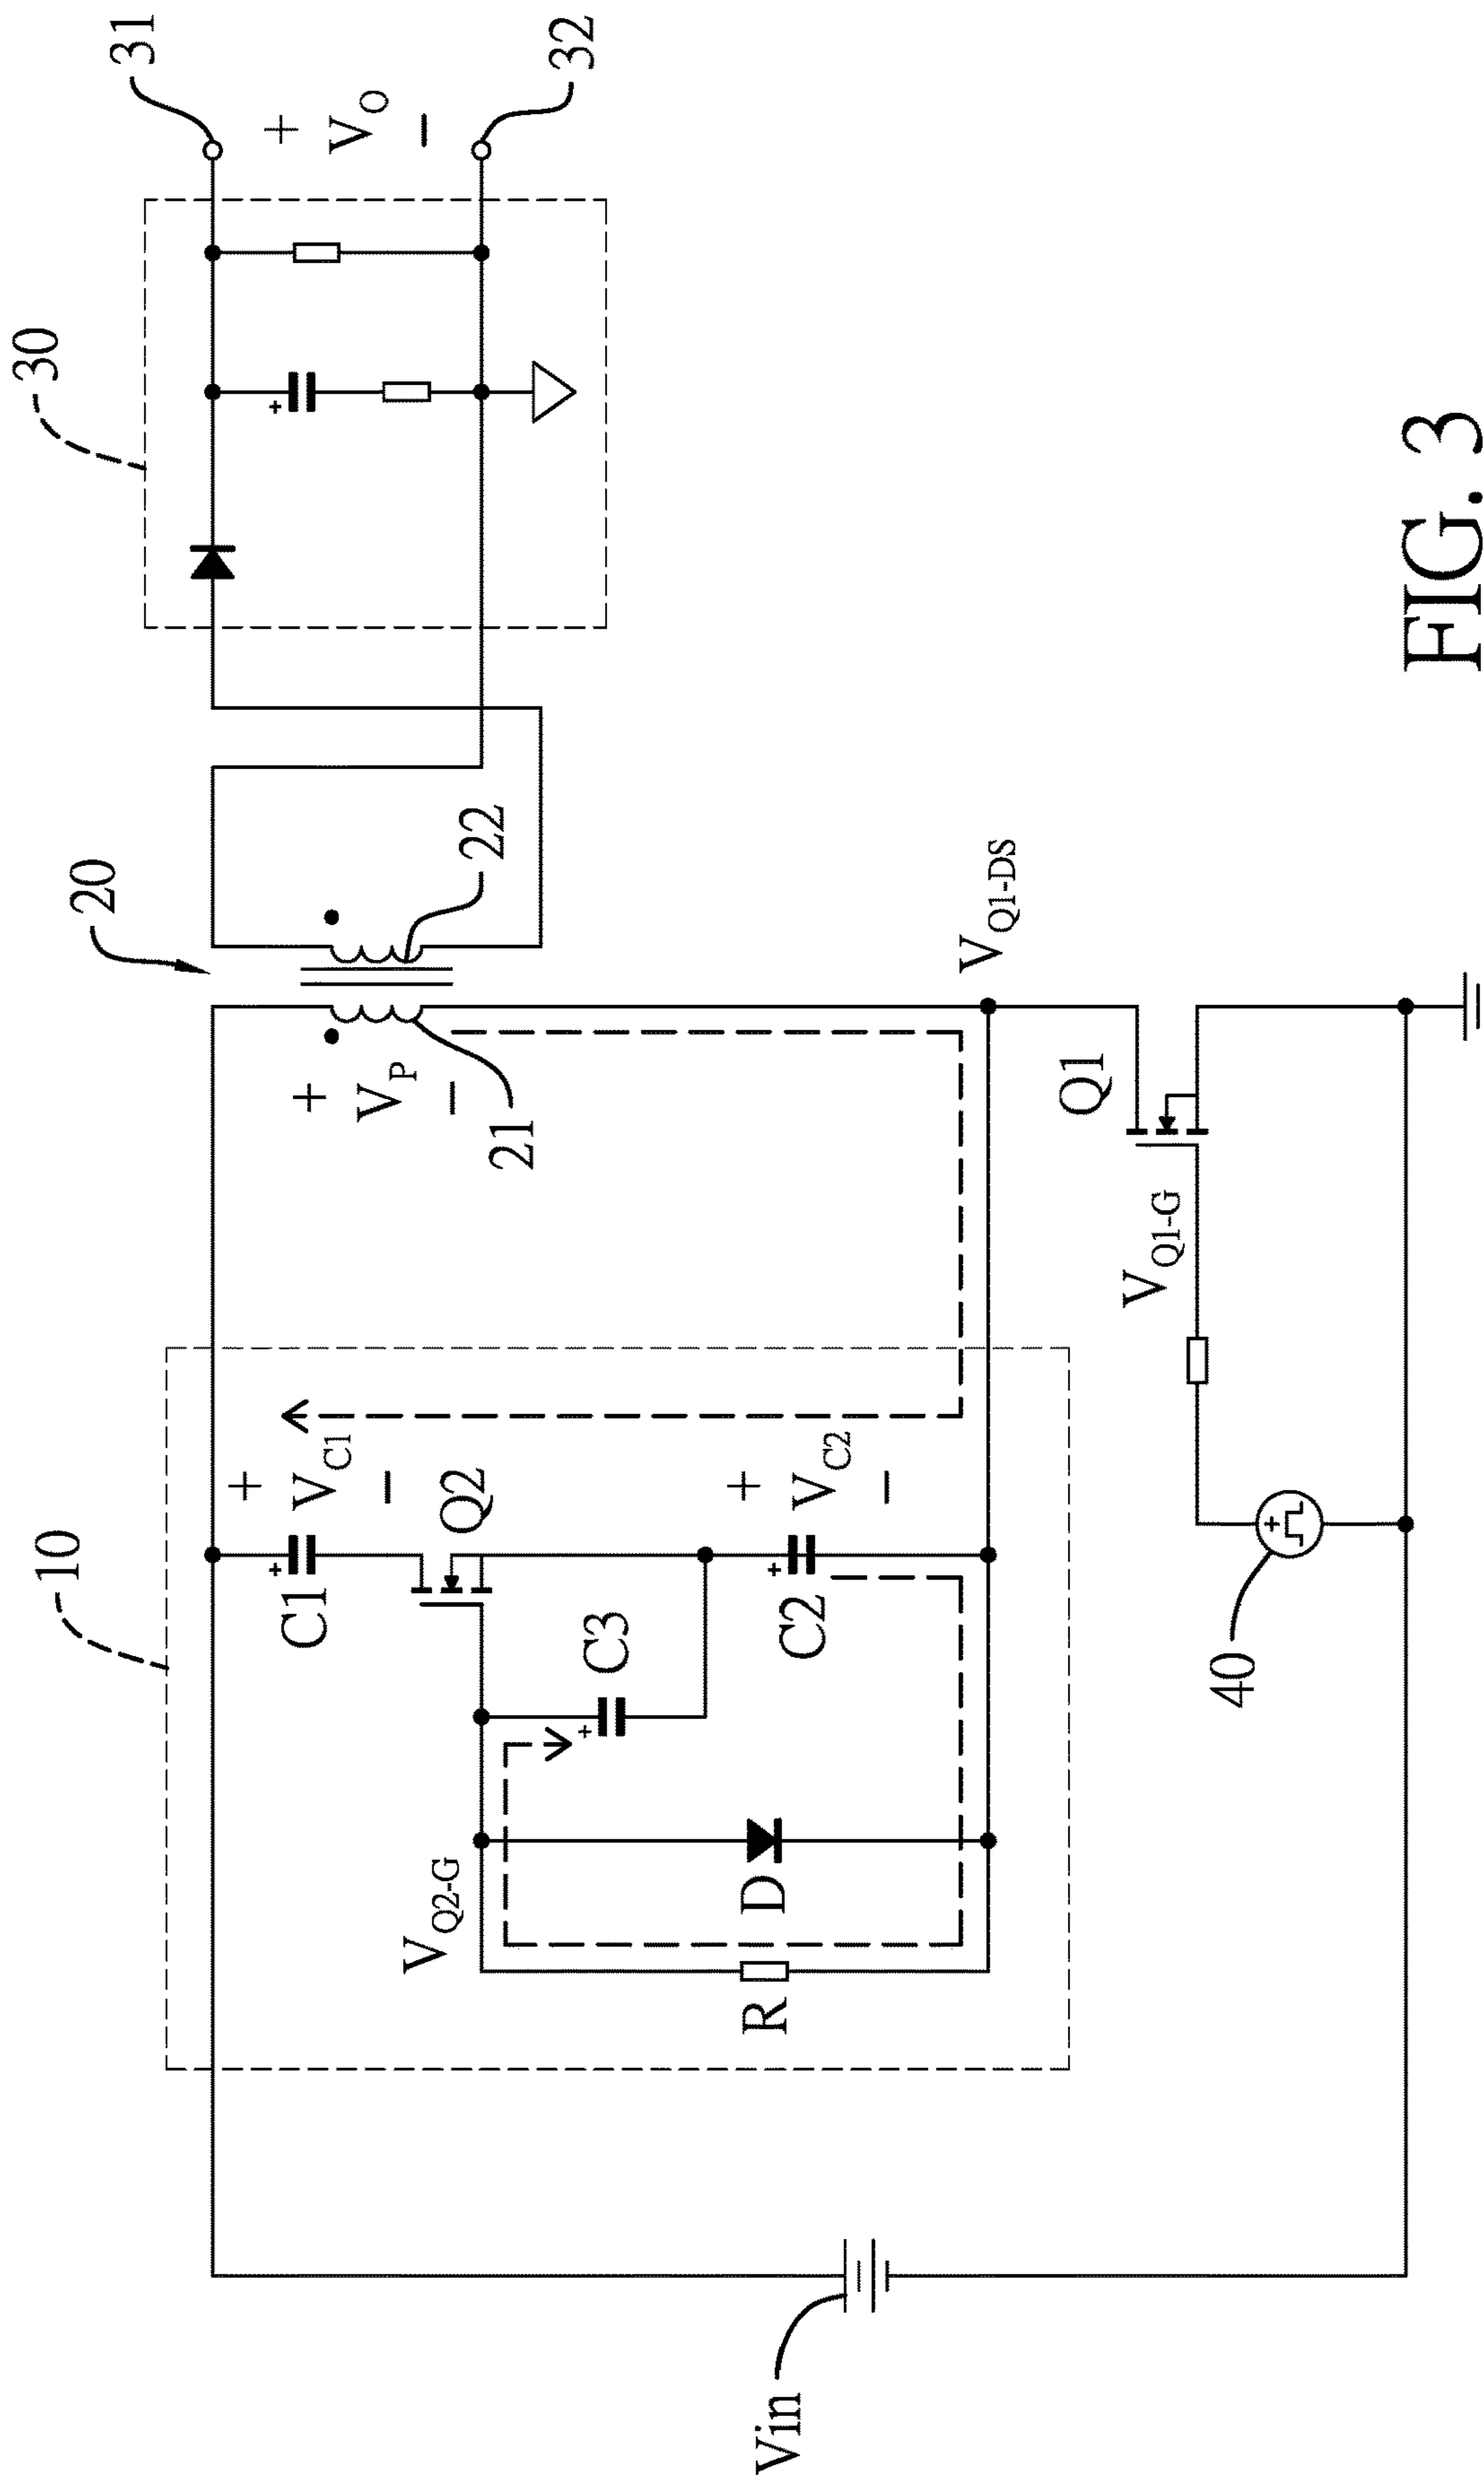 10
20
30
31
+
V_O
−
32
C1
+
V_C1
−
Q2
+
V_P
−
21
22
V_Q2-G
C3
+
V_C2
−
C2
D
R
V_Q1-DS
Q1
V_Q1-G
40
Vin
FIG. 3